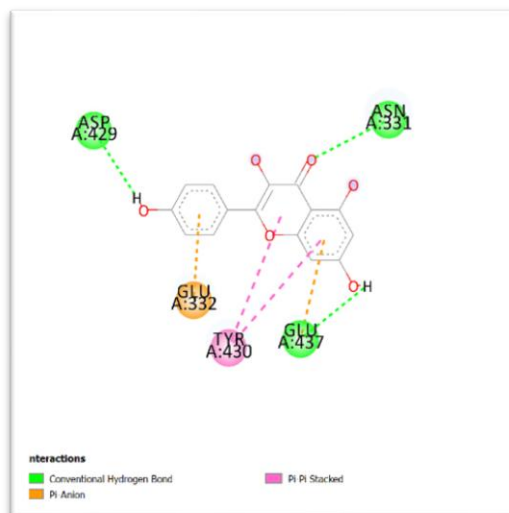 ASP
A:429
ASN
A:331
H
O
O
O
O
O
O
H
GLU
A:332
TYR
A:430
GLU
A:437
nteractions
Conventional Hydrogen Bond
Pi-Anion
Pi-Pi Stacked